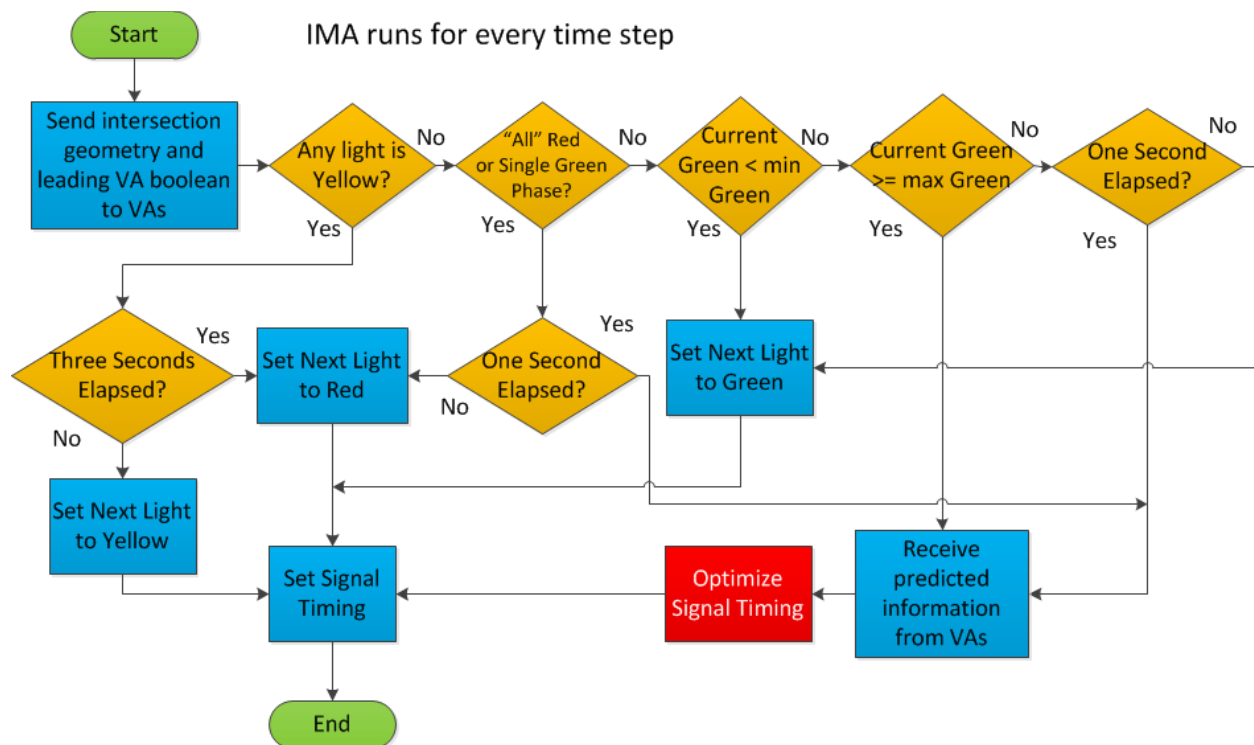 Start
IMA runs for every time step
Send intersection
geometry and
leading VA boolean
to VAs
Any light is
Yellow?
No
Yes
“All” Red
or Single Green
Phase?
No
Yes
Current
Green < min
Green
No
Yes
Current Green
>= max Green
No
Yes
One Second
Elapsed?
No
Yes
Three Seconds
Elapsed?
Yes
No
Set Next Light
to Red
One Second
Elapsed?
Yes
No
Set Next Light
to Green
Set Next Light
to Yellow
Set Signal
Timing
Optimize
Signal Timing
Receive
predicted
information
from VAs
End